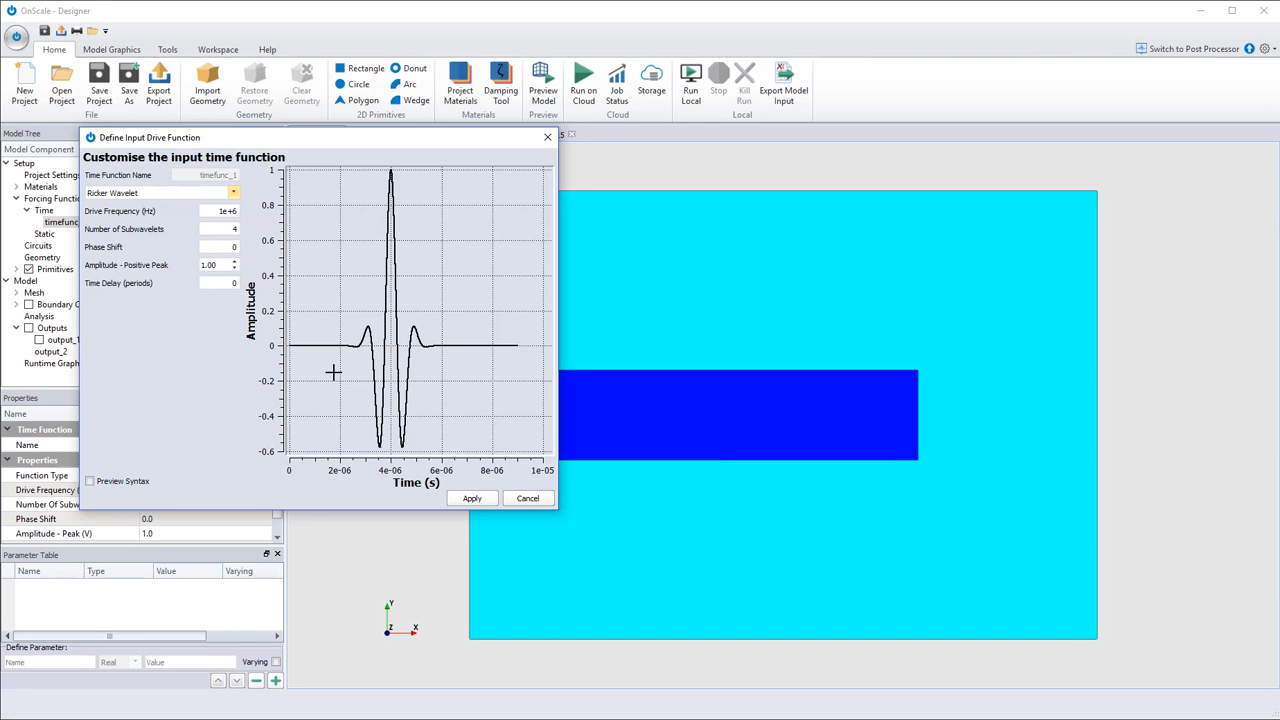 OnScale - Designer
Home
Model Graphics
Tools
Workspace
Help
Switch to Post Processor
New Project
Open Project
Save Project
Save As
Export Project
File
Import Geometry
Restore Geometry
Clear Geometry
Geometry
Rectangle
Donut
Circle
Arc
Polygon
Wedge
2D Primitives
Project Materials
Damping Tool
Materials
Preview Model
Preview
Run on Cloud
Job Status
Storage
Cloud
Run Local
Stop
Kill Run
Export Model Input
Local
Model Tree
Model Component
Setup
Project Settings
Materials
Forcing Functi
Time
timefunc_
Static
Circuits
Geometry
Primitives
Model
Mesh
Boundary C
Analysis
Outputs
output_1
output_2
Runtime Graph
Define Input Drive Function
Customise the input time function
Time Function Name timefunc_1
Ricker Wavelet
Drive Frequency (Hz) 1e+6
Number of Subwavelets 4
Phase Shift 0
Amplitude - Positive Peak 1.00
Time Delay (periods) 0
Amplitude
1
0.8
0.6
0.4
0.2
0
-0.2
-0.4
-0.6
0 2e-06 4e-06 6e-06 8e-06 1e-05
Time (s)
Preview Syntax
Apply
Cancel
Properties
Name
Time Function
Name
Properties
Function Type
Drive Frequency (
Number Of Subw
Phase Shift 0.0
Amplitude - Peak (V) 1.0
Parameter Table
Name Type Value Varying
Define Parameter:
Name Real Value Varying
Y
Z
X